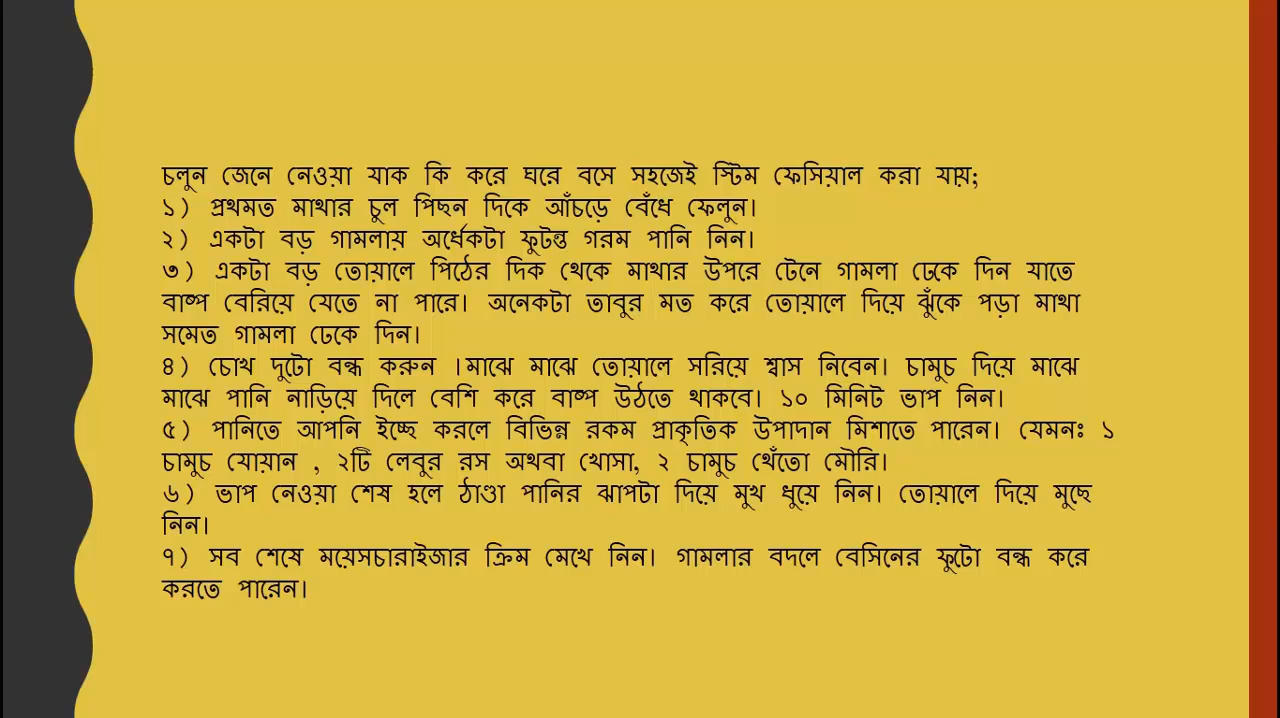 চলুন জেনে নেওয়া যাক কি করে ঘরে বসে সহজেই স্টিম ফেসিয়াল করা যায়;
১) প্রথমত মাথার চুল পিছন দিকে আঁচড়ে বেঁধে ফেলুন।
২) একটা বড় গামলায় অর্ধেকটা ফুটন্ত গরম পানি নিন।
৩) একটা বড় তোয়ালে পিঠের দিক থেকে মাথার উপরে টেনে গামলা ঢেকে দিন যাতে
বাষ্প বেরিয়ে যেতে না পারে। অনেকটা তাবুর মত করে তোয়ালে দিয়ে ঝুঁকে পড়া মাথা
সমেত গামলা ঢেকে দিন।
৪) চোখ দুটো বন্ধ করুন ।মাঝে মাঝে তোয়ালে সরিয়ে শ্বাস নিবেন। চামুচ দিয়ে মাঝে
মাঝে পানি নাড়িয়ে দিলে বেশি করে বাষ্প উঠতে থাকবে। ১০ মিনিট ভাপ নিন।
৫) পানিতে আপনি ইচ্ছে করলে বিভিন্ন রকম প্রাকৃতিক উপাদান মিশাতে পারেন। যেমনঃ ১
চামুচ যোয়ান , ২টি লেবুর রস অথবা খোসা, ২ চামুচ থেঁতো মৌরি।
৬) ভাপ নেওয়া শেষ হলে ঠাণ্ডা পানির ঝাপটা দিয়ে মুখ ধুয়ে নিন। তোয়ালে দিয়ে মুছে
নিন।
৭) সব শেষে ময়েসচারাইজার ক্রিম মেখে নিন। গামলার বদলে বেসিনের ফুটো বন্ধ করে
করতে পারেন।